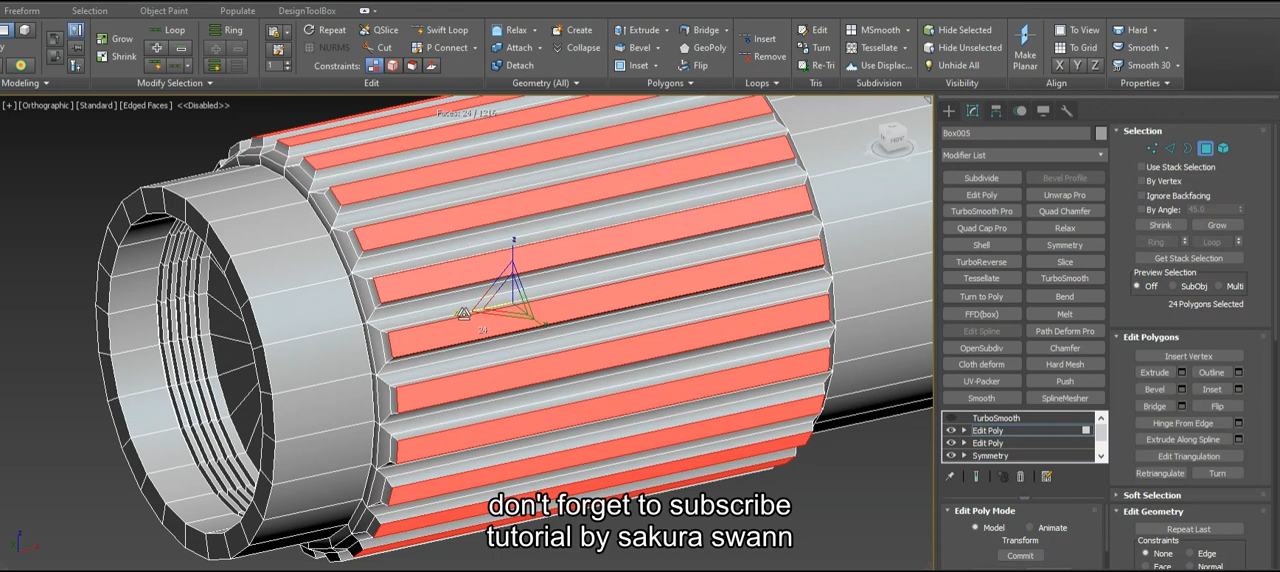 Freeform Selection Object Paint Populate DesignToolBox
Grow Loop Ring Repeat QSlice Swift Loop Relax Create Extrude Bridge Insert Edit MSmooth Hide Selected To View Hard
Shrink NURMS Cut P Connect Attach Collapse Bevel GeoPoly Remove Turn Tessellate Hide Unselected Make Planar To Grid Smooth
1 Constraints: Detach Inset Flip Re-Tri Use Displac... Unhide All X Y Z Smooth 30
Modeling Modify Selection Edit Geometry (All) Polygons Loops Tris Subdivision Visibility Align Properties
[+] [Orthographic] [Standard] [Edged Faces] <<Disabled>>
Faces: 24 / 1216
24
Box005
Modifier List
Subdivide Bevel Profile
Edit Poly Unwrap Pro
TurboSmooth Pro Quad Chamfer
Quad Cap Pro Relax
Shell Symmetry
TurboReverse Slice
Tessellate TurboSmooth
Turn to Poly Bend
FFD(box) Melt
Edit Spline Path Deform Pro
OpenSubdiv Chamfer
Cloth deform Hard Mesh
UV-Packer Push
Smooth SplineMesher
TurboSmooth
Edit Poly
Edit Poly
Symmetry
Edit Poly Mode
Model Animate
Transform
Commit
Selection
Use Stack Selection
By Vertex
Ignore Backfacing
By Angle: 45.0
Shrink Grow
Ring Loop
Get Stack Selection
Preview Selection
Off SubObj Multi
24 Polygons Selected
Edit Polygons
Insert Vertex
Extrude Outline
Bevel Inset
Bridge Flip
Hinge From Edge
Extrude Along Spline
Edit Triangulation
Retriangulate Turn
Soft Selection
Edit Geometry
Repeat Last
Constraints
None Edge
Face Normal
z
don't forget to subscribe
tutorial by sakura swann